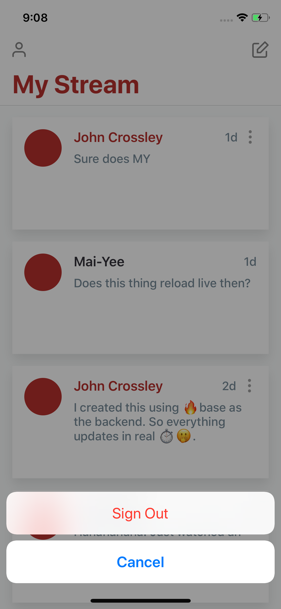 9:08
My Stream
John Crossley 1d
Sure does MY
Mai-Yee 1d
Does this thing reload live then?
John Crossley 2d
I created this using 🔥base as
the backend. So everything
updates in real ⏱🤫.
Sign Out
Cancel